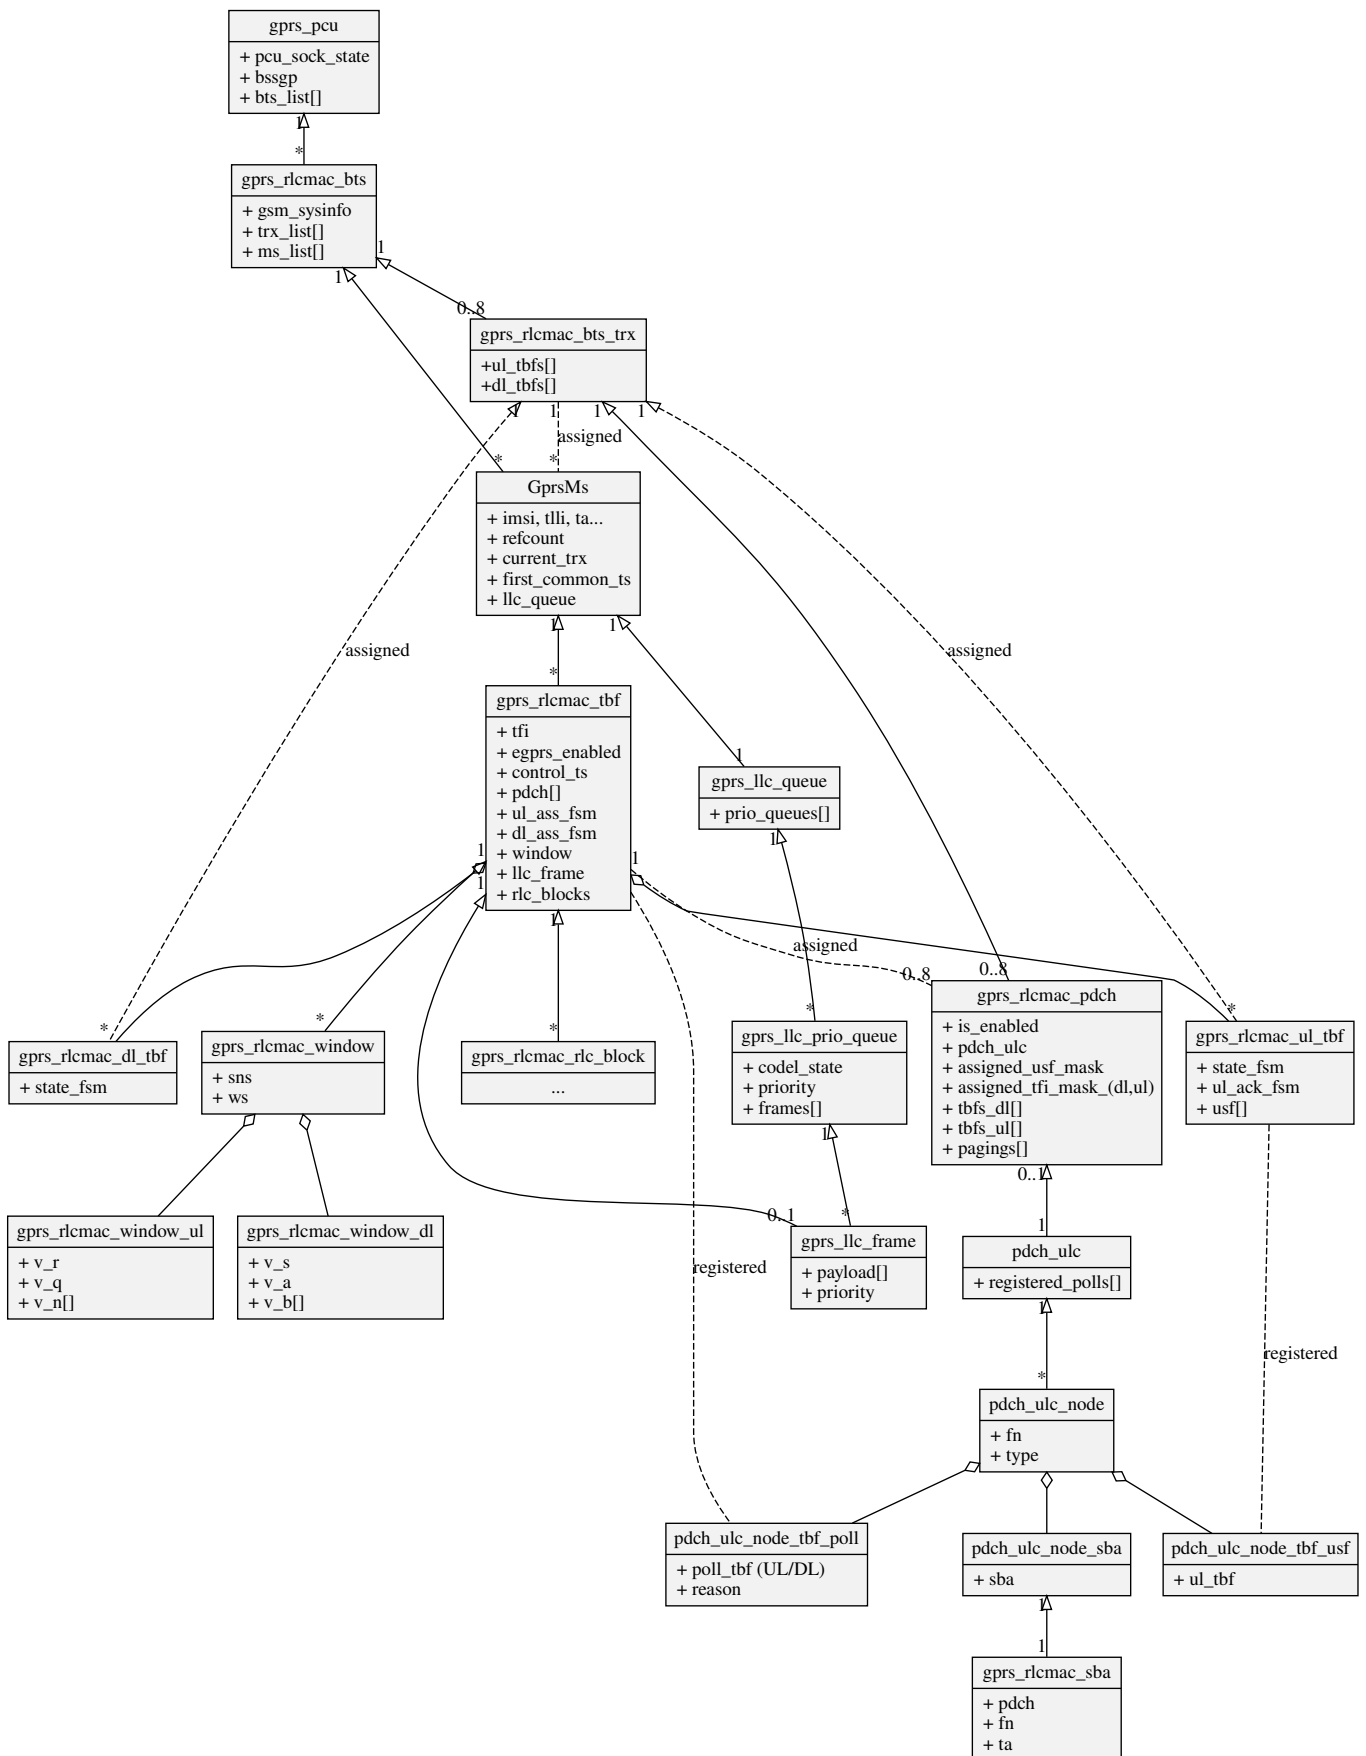 gprs_pcu
+ pcu_sock_state
+ bssgp
+ bts_list[]
1
*
gprs_rlcmac_bts
+ gsm_sysinfo
+ trx_list[]
+ ms_list[]
1
1
0..8
gprs_rlcmac_bts_trx
+ul_tbfs[]
+dl_tbfs[]
1
1
1
1
assigned
*
*
GprsMs
+ imsi, tlli, ta...
+ refcount
+ current_trx
+ first_common_ts
+ llc_queue
1
1
assigned
assigned
*
gprs_rlcmac_tbf
+ tfi
+ egprs_enabled
+ control_ts
+ pdch[]
+ ul_ass_fsm
+ dl_ass_fsm
+ window
+ llc_frame
+ rlc_blocks
1
gprs_llc_queue
+ prio_queues[]
1
1
1
1
1
assigned
0..8
0..8
*
*
*
*
*
gprs_rlcmac_dl_tbf
+ state_fsm
gprs_rlcmac_window
+ sns
+ ws
gprs_rlcmac_rlc_block
...
gprs_llc_prio_queue
+ codel_state
+ priority
+ frames[]
1
gprs_rlcmac_pdch
+ is_enabled
+ pdch_ulc
+ assigned_usf_mask
+ assigned_tfi_mask_(dl,ul)
+ tbfs_dl[]
+ tbfs_ul[]
+ pagings[]
0..1
gprs_rlcmac_ul_tbf
+ state_fsm
+ ul_ack_fsm
+ usf[]
gprs_rlcmac_window_ul
+ v_r
+ v_q
+ v_n[]
gprs_rlcmac_window_dl
+ v_s
+ v_a
+ v_b[]
registered
0..1
*
gprs_llc_frame
+ payload[]
+ priority
1
pdch_ulc
+ registered_polls[]
1
registered
*
pdch_ulc_node
+ fn
+ type
pdch_ulc_node_tbf_poll
+ poll_tbf (UL/DL)
+ reason
pdch_ulc_node_sba
+ sba
1
pdch_ulc_node_tbf_usf
+ ul_tbf
1
gprs_rlcmac_sba
+ pdch
+ fn
+ ta